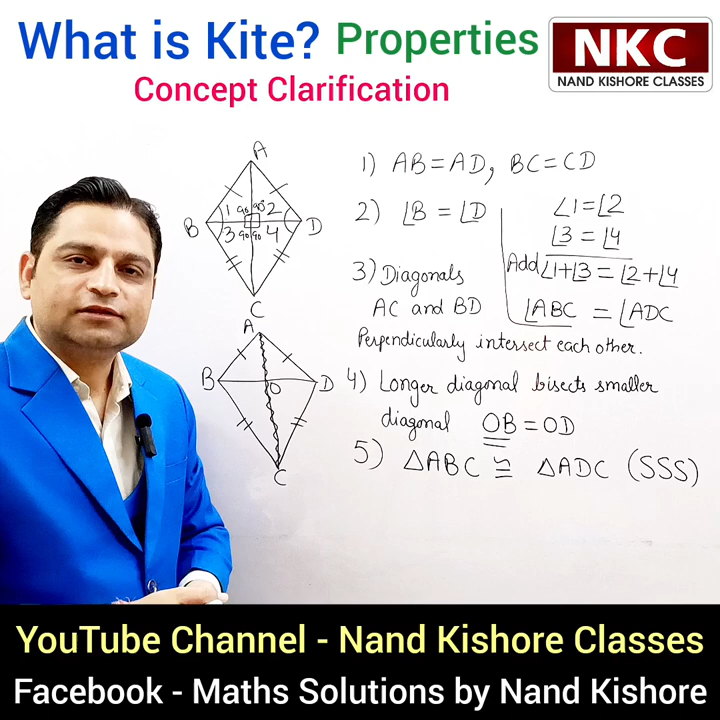 What is Kite? Properties
Concept Clarification
NKC
NAND KISHORE CLASSES
A
1 90° 90° 2
B 3 90 90 4 D
C
A
B O D
C
1) AB = AD, BC = CD
2) ∠B = ∠D
∠1 = ∠2
∠3 = ∠4
Add ∠1+∠3 = ∠2+∠4
∠ABC = ∠ADC
3) Diagonals
AC and BD
Perpendicularly intersect each other.
4) Longer diagonal bisects smaller
diagonal OB = OD
5) △ABC ≅ △ADC (SSS)
YouTube Channel - Nand Kishore Classes
Facebook - Maths Solutions by Nand Kishore